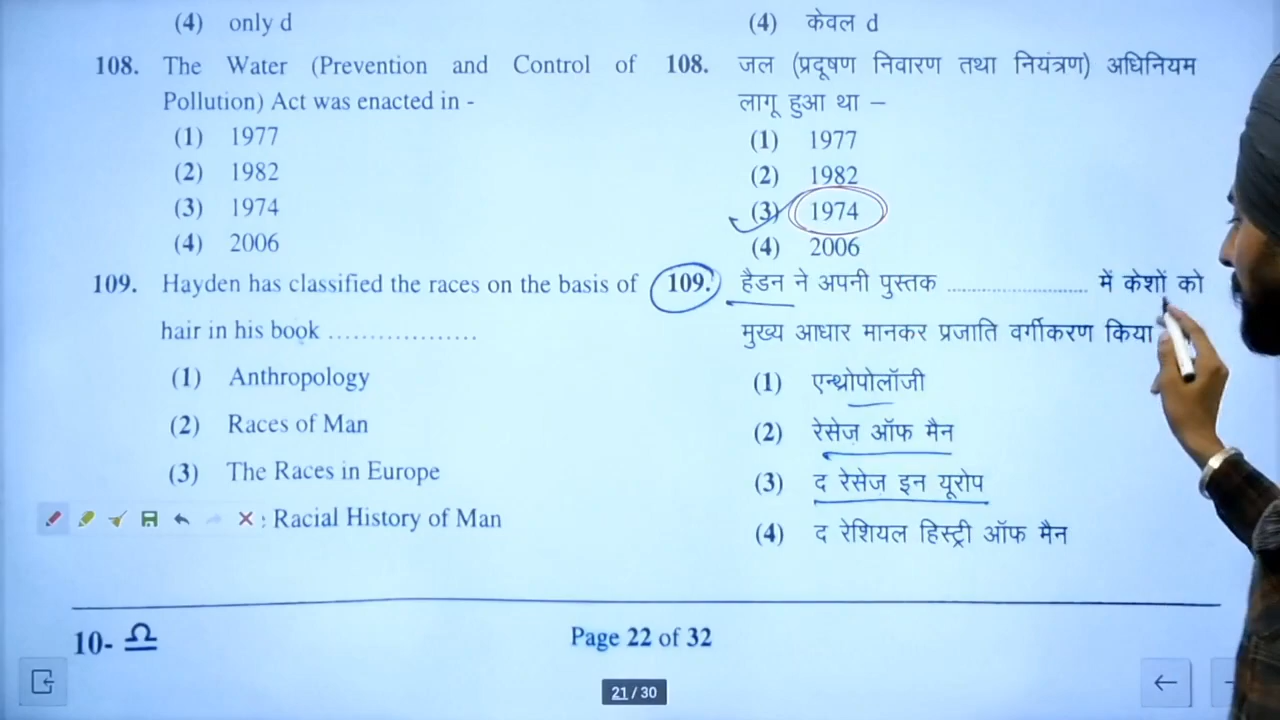 (4) only d
108. The Water (Prevention and Control of
Pollution) Act was enacted in -
(1) 1977
(2) 1982
(3) 1974
(4) 2006
109. Hayden has classified the races on the basis of
hair in his book ..................
(1) Anthropology
(2) Races of Man
(3) The Races in Europe
: Racial History of Man
(4) केवल d
108. जल (प्रदूषण निवारण तथा नियंत्रण) अधिनियम
लागू हुआ था –
(1) 1977
(2) 1982
(3) 1974
(4) 2006
109. हैडन ने अपनी पुस्तक ........................... में केशों को
मुख्य आधार मानकर प्रजाति वर्गीकरण किया
(1) एन्थ्रोपोलॉजी
(2) रेसेज़ ऑफ मैन
(3) द रेसेज़ इन यूरोप
(4) द रेशियल हिस्ट्री ऑफ मैन
10-
Page 22 of 32
21 / 30